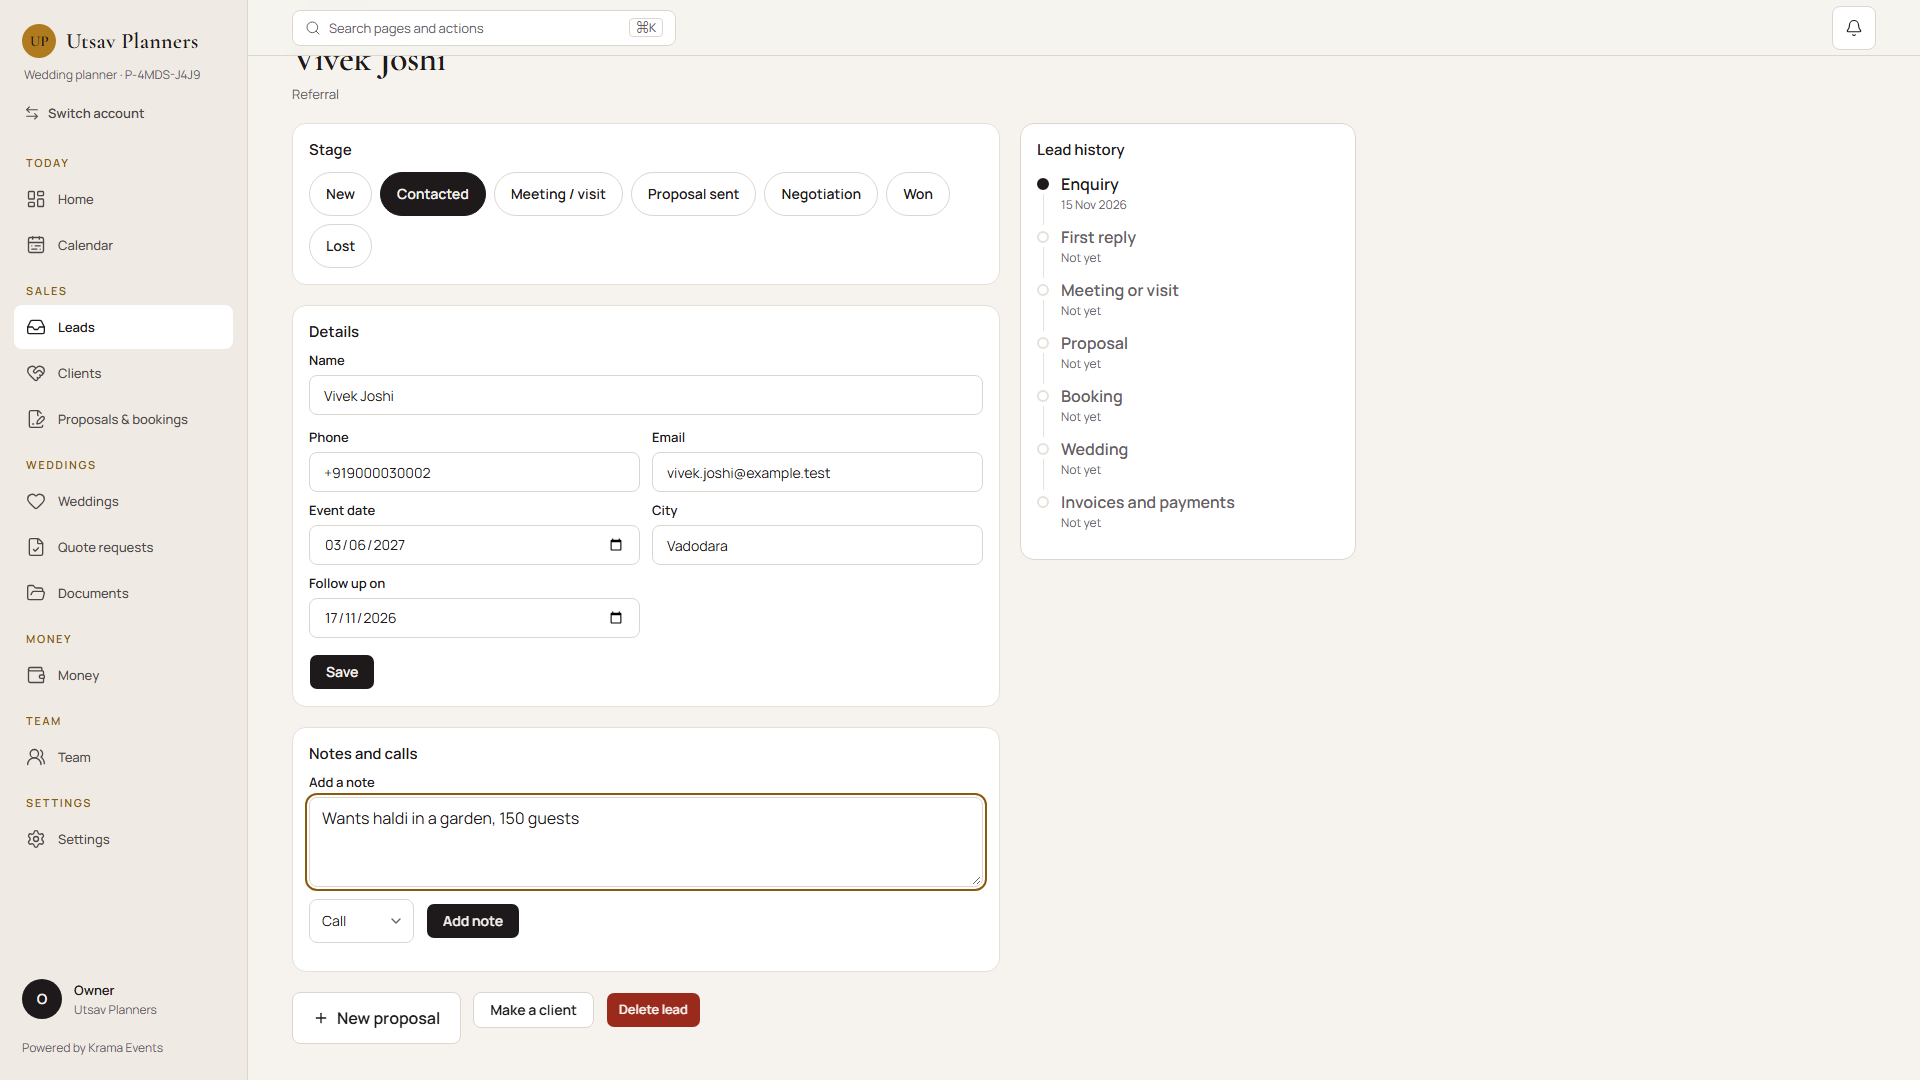 UP
Utsav Planners
Wedding planner · P-4MDS-J4J9
Switch account
TODAY
Home
Calendar
SALES
Leads
Clients
Proposals & bookings
WEDDINGS
Weddings
Quote requests
Documents
MONEY
Money
TEAM
Team
SETTINGS
Settings
O
Owner
Utsav Planners
Powered by Krama Events
Search pages and actions
⌘K
Vivek Joshi
Referral
Stage
New
Contacted
Meeting / visit
Proposal sent
Negotiation
Won
Lost
Details
Name
Vivek Joshi
Phone
Email
+919000030002
vivek.joshi@example.test
Event date
City
03/06/2027
Vadodara
Follow up on
17/11/2026
Save
Notes and calls
Add a note
Wants haldi in a garden, 150 guests
Call
Add note
+ New proposal
Make a client
Delete lead
Lead history
Enquiry
15 Nov 2026
First reply
Not yet
Meeting or visit
Not yet
Proposal
Not yet
Booking
Not yet
Wedding
Not yet
Invoices and payments
Not yet